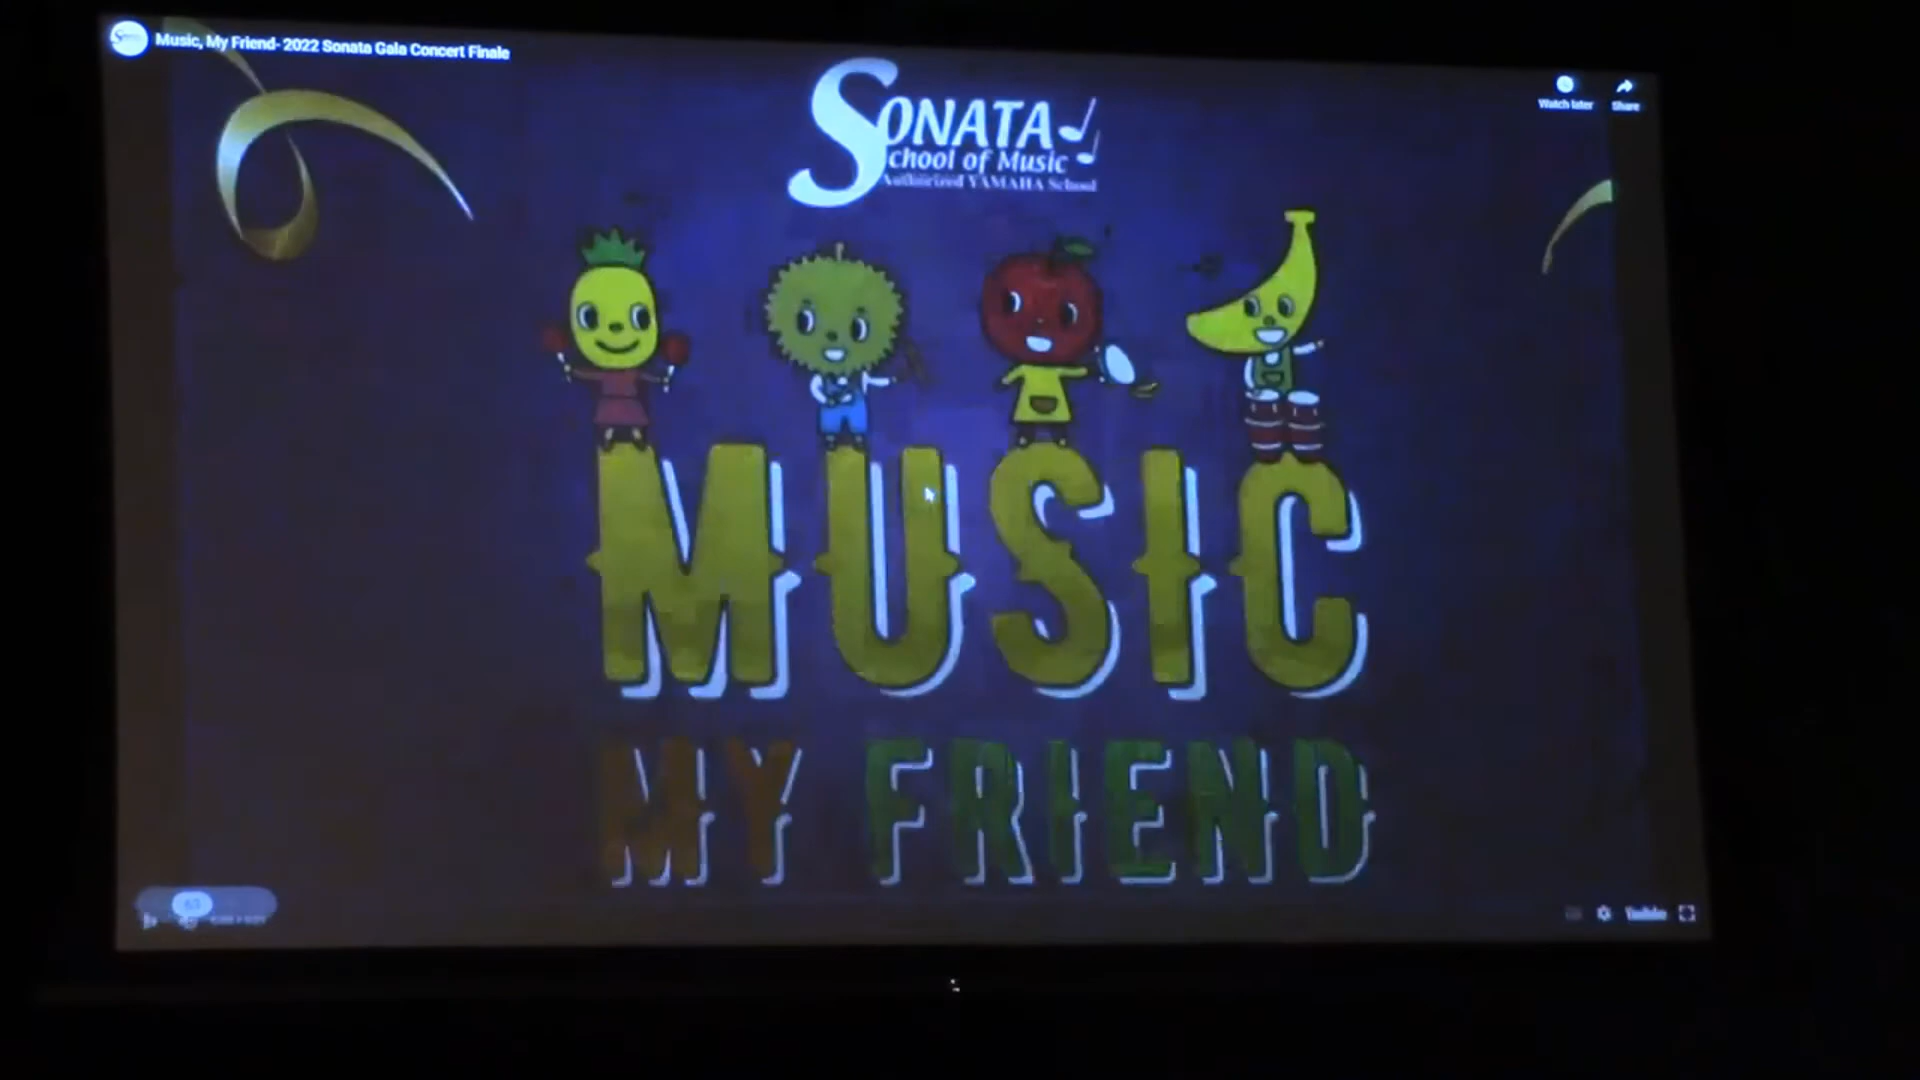 Music, My Friend- 2022 Sonata Gala Concert Finale
Watch later
Share
SONATA
School of Music
Authorized YAMAHA School
MUSIC
MY FRIEND
YouTube